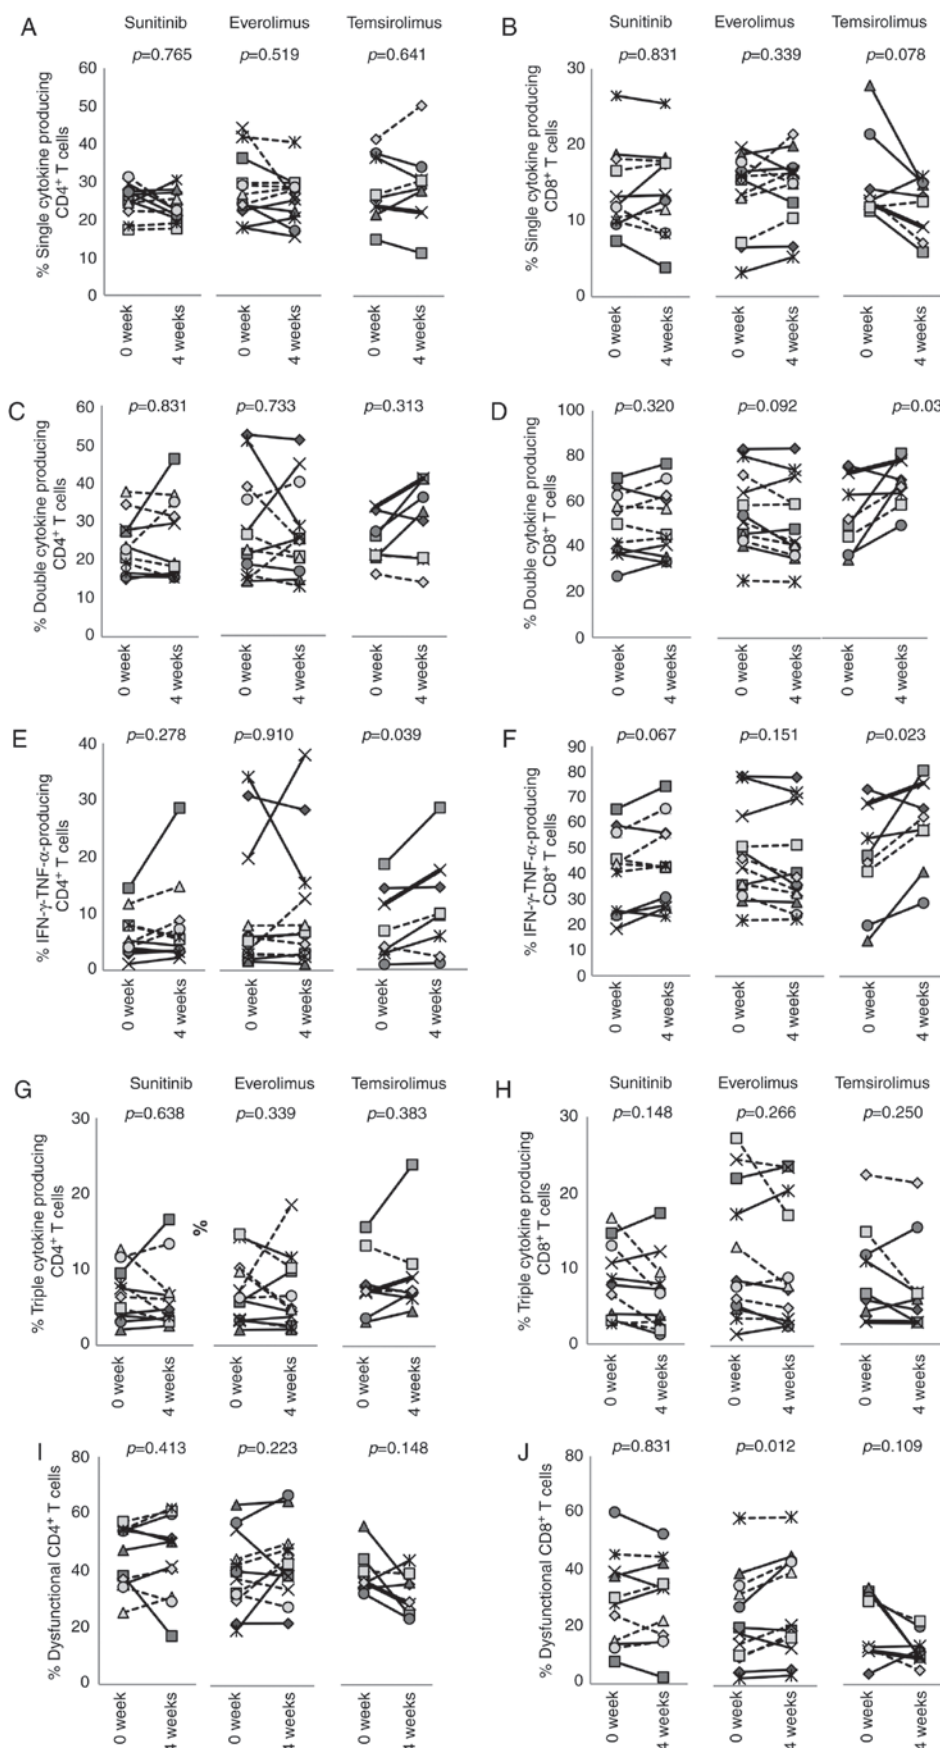 A
Sunitinib Everolimus Temsirolimus
p=0.765 p=0.519 p=0.641
% Single cytokine producing
CD4+ T cells
60
50
40
30
20
10
0
0 week 4 weeks 0 week 4 weeks 0 week 4 weeks
B
Sunitinib Everolimus Temsirolimus
p=0.831 p=0.339 p=0.078
% Single cytokine producing
CD8+ T cells
30
20
10
0
0 week 4 weeks 0 week 4 weeks 0 week 4 weeks
C
p=0.831 p=0.733 p=0.313
% Double cytokine producing
CD4+ T cells
60
50
40
30
20
10
0
0 week 4 weeks 0 week 4 weeks 0 week 4 weeks
D
p=0.320 p=0.092 p=0.03
% Double cytokine producing
CD8+ T cells
100
80
60
40
20
0
0 week 4 weeks 0 week 4 weeks 0 week 4 weeks
E
p=0.278 p=0.910 p=0.039
% IFN-γ-TNF-α-producing
CD4+ T cells
40
30
20
10
0
0 week 4 weeks 0 week 4 weeks 0 week 4 weeks
F
p=0.067 p=0.151 p=0.023
% IFN-γ-TNF-α-producing
CD8+ T cells
90
80
70
60
50
40
30
20
10
0
0 week 4 weeks 0 week 4 weeks 0 week 4 weeks
G
Sunitinib Everolimus Temsirolimus
p=0.638 p=0.339 p=0.383
% Triple cytokine producing
CD4+ T cells
30
20
10
0
%
0 week 4 weeks 0 week 4 weeks 0 week 4 weeks
H
Sunitinib Everolimus Temsirolimus
p=0.148 p=0.266 p=0.250
% Triple cytokine producing
CD8+ T cells
30
20
10
0
0 week 4 weeks 0 week 4 weeks 0 week 4 weeks
I
p=0.413 p=0.223 p=0.148
% Dysfunctional CD4+ T cells
80
60
40
20
0
0 week 4 weeks 0 week 4 weeks 0 week 4 weeks
J
p=0.831 p=0.012 p=0.109
% Dysfunctional CD8+ T cells
80
60
40
20
0
0 week 4 weeks 0 week 4 weeks 0 week 4 weeks